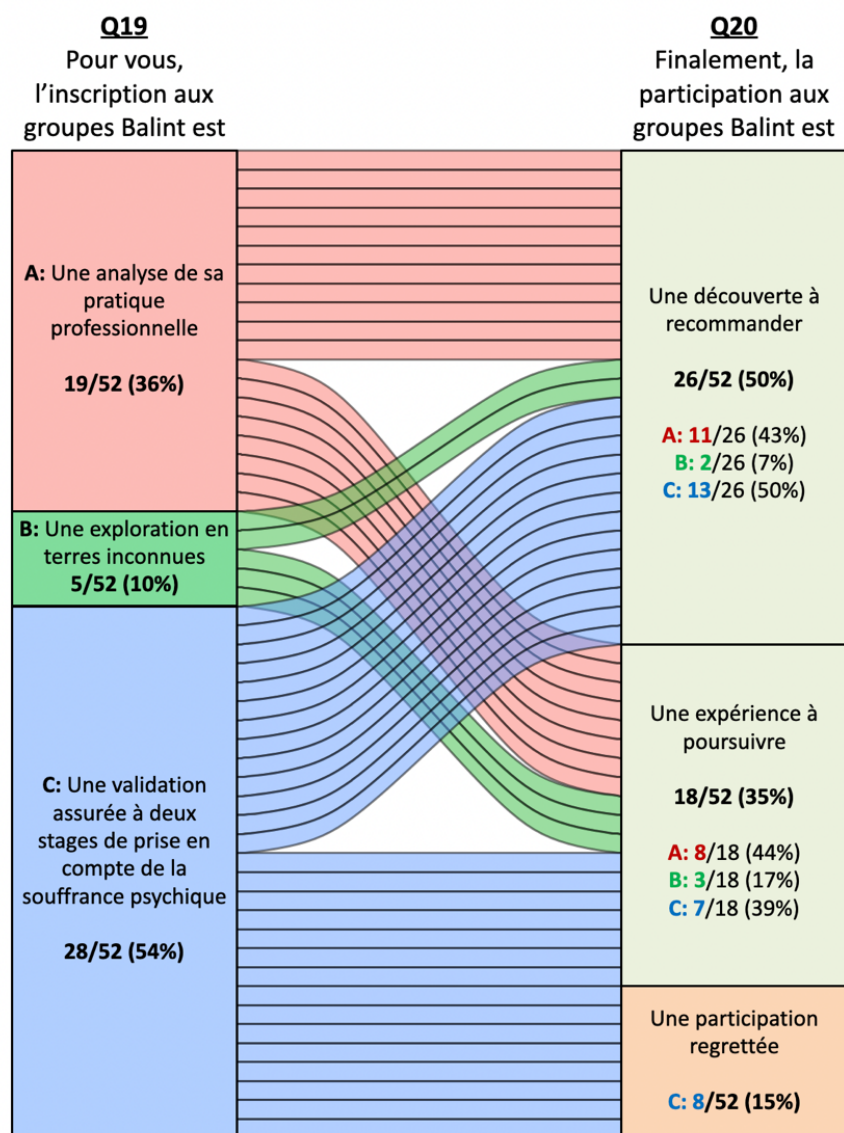 Q19
Pour vous,
l'inscription aux
groupes Balint est
A: Une analyse de sa
pratique
professionnelle
19/52 (36%)
B: Une exploration en
terres inconnues
5/52 (10%)
C: Une validation
assurée à deux
stages de prise en
compte de la
souffrance psychique
28/52 (54%)
Q20
Finalement, la
participation aux
groupes Balint est
Une découverte à
recommander
26/52 (50%)
A: 11/26 (43%)
B: 2/26 (7%)
C: 13/26 (50%)
Une expérience à
poursuivre
18/52 (35%)
A: 8/18 (44%)
B: 3/18 (17%)
C: 7/18 (39%)
Une participation
regrettée
C: 8/52 (15%)